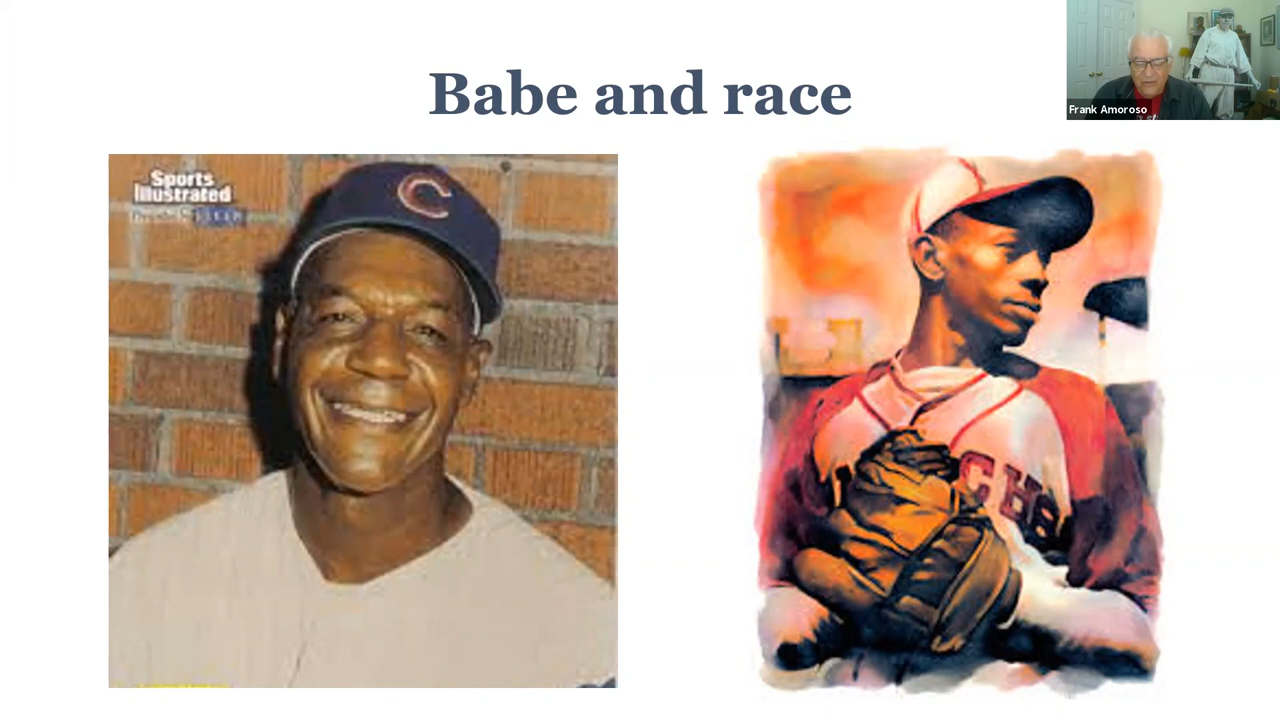 Babe and race
Frank Amoroso
Sports
Illustrated
C